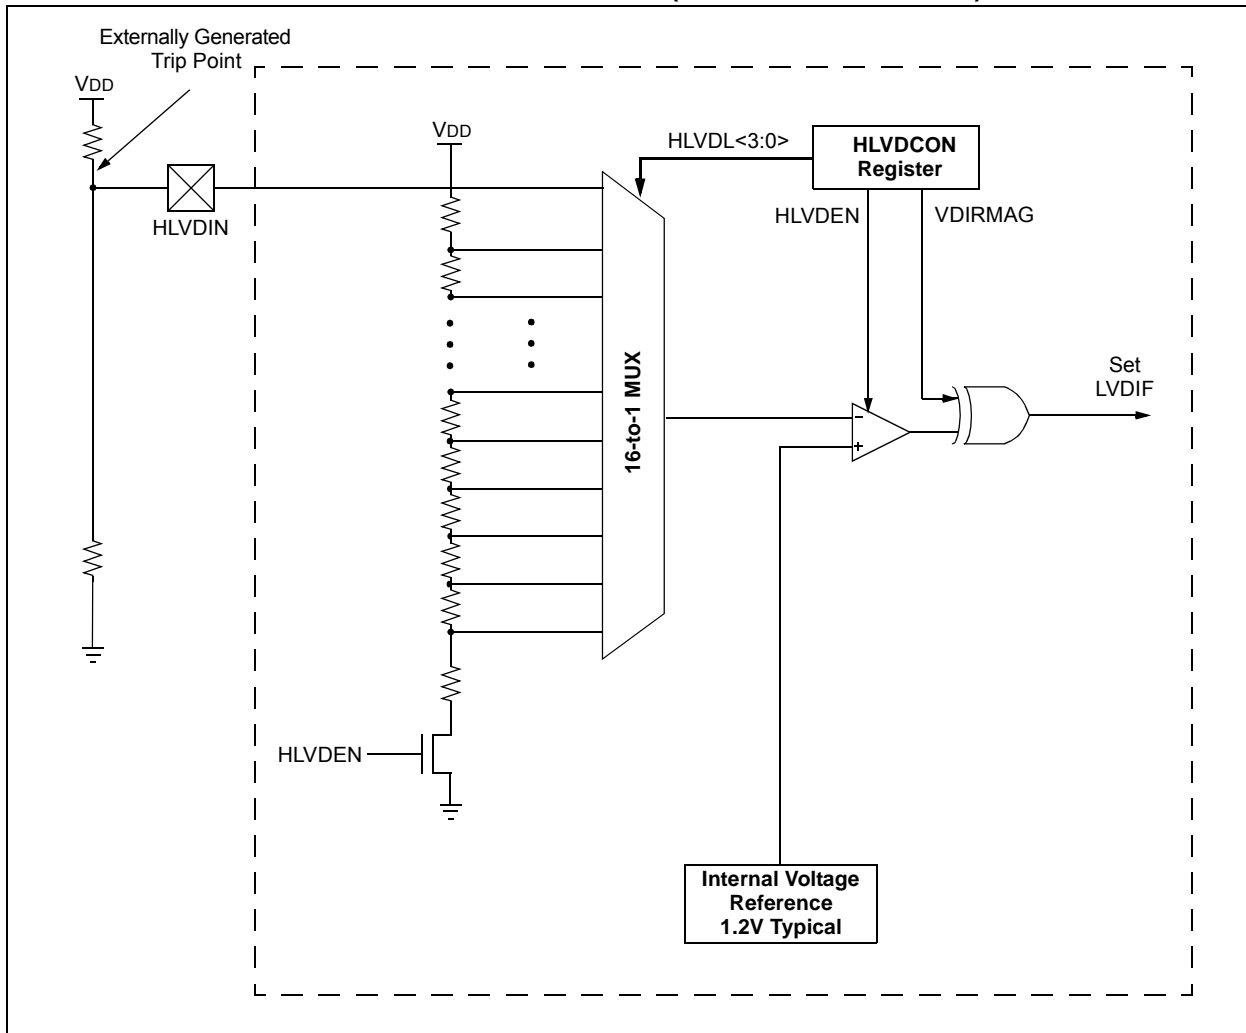 Externally Generated
Trip Point
VDD
VDD
HLVDL<3:0>
HLVDCON
Register
HLVDIN
HLVDEN
VDIRMAG
16-to-1 MUX
Set
LVDIF
–
+
HLVDEN
Internal Voltage
Reference
1.2V Typical